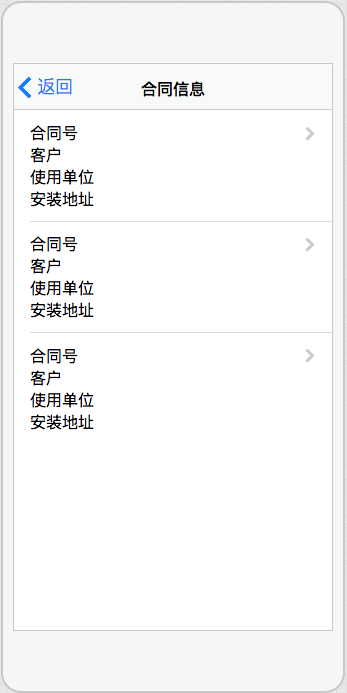 返回
合同信息
合同号
客户
使用单位
安装地址
合同号
客户
使用单位
安装地址
合同号
客户
使用单位
安装地址